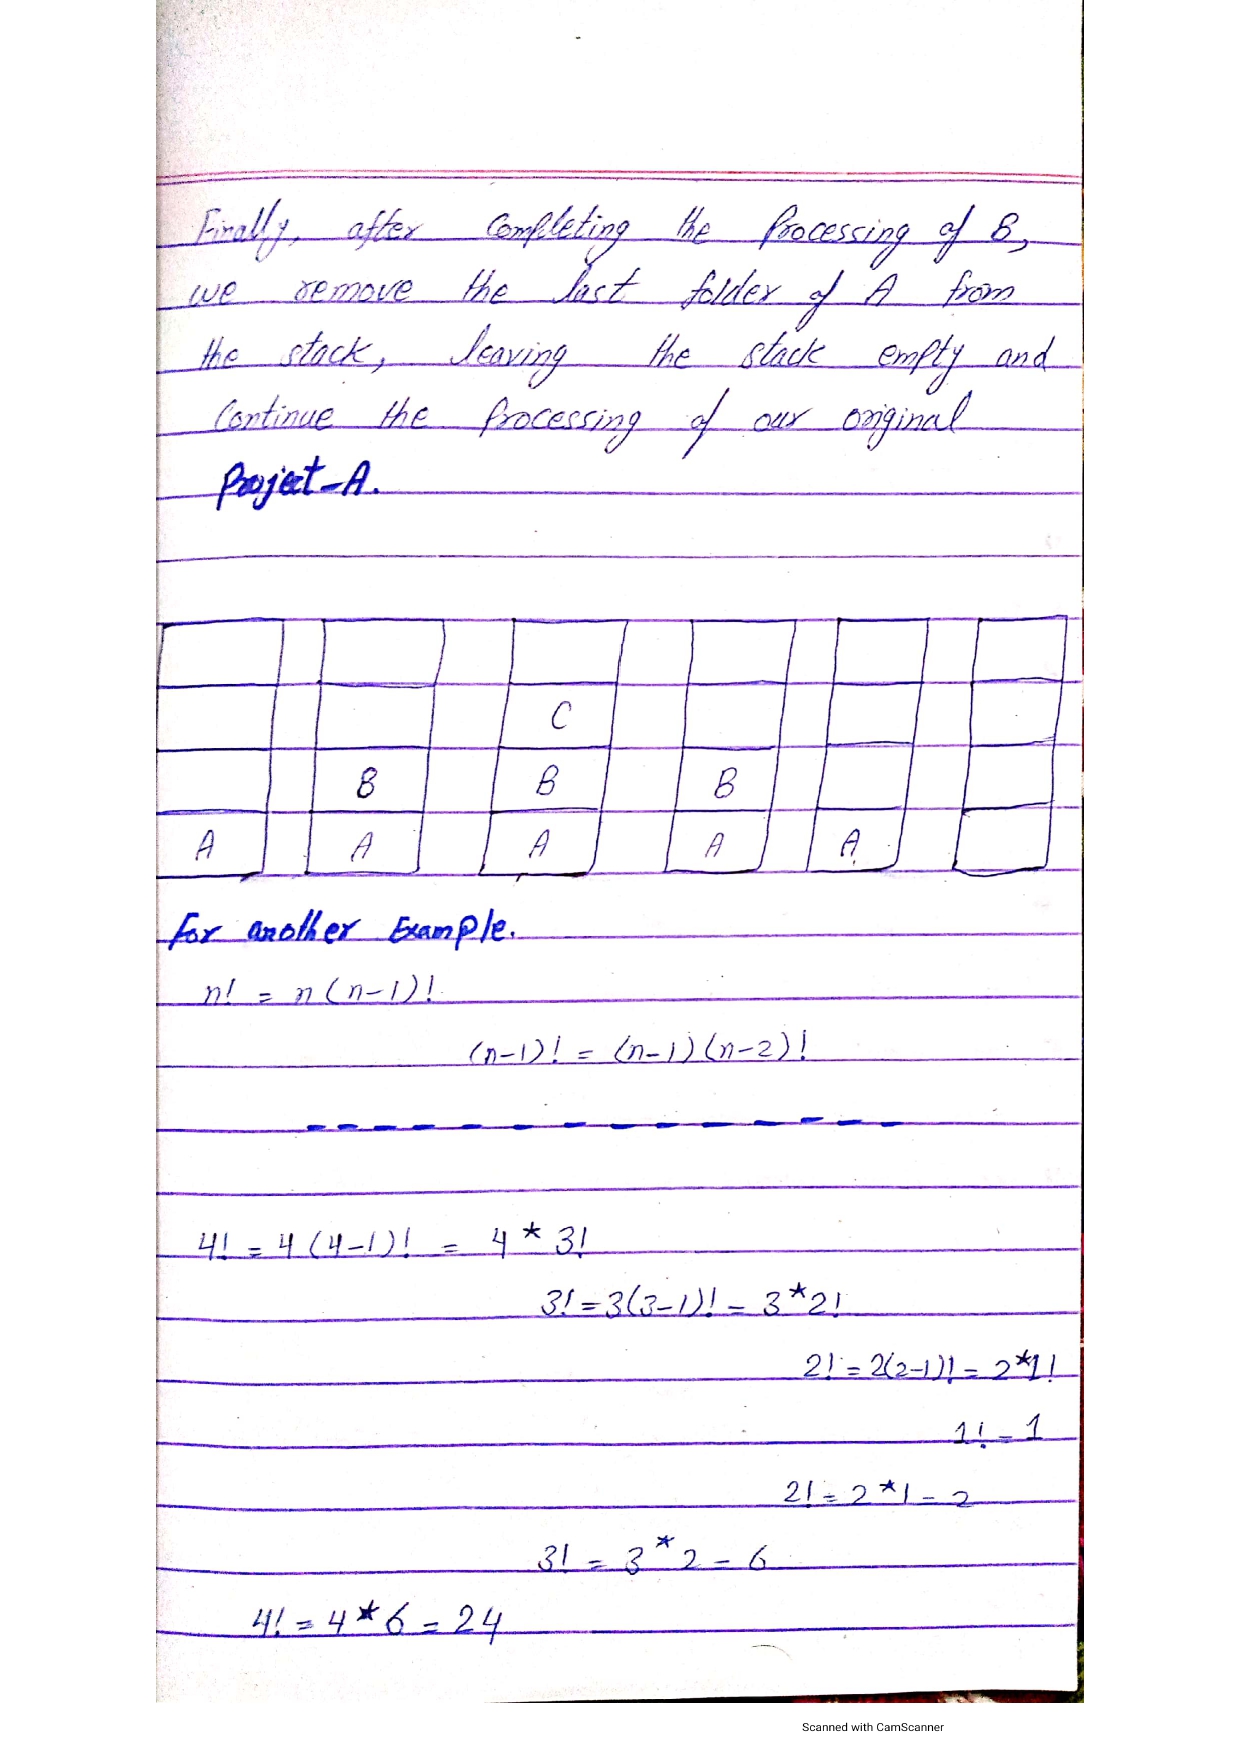 Finally, after Completing the Processing of B,
we remove the last folder of A from
the stack, leaving the stack empty and
Continue the Processing of our original
Project-A.
C
B B B
A A A A A
For another Example.
n! = n(n-1)!
(n-1)! = (n-1)(n-2)!
4! = 4(4-1)! = 4 * 3!
3! = 3(3-1)! = 3*2!
2! = 2(2-1)! = 2*1!
1! = 1
2! = 2*1 = 2
3! = 3*2 = 6
4! = 4*6 = 24
Scanned with CamScanner